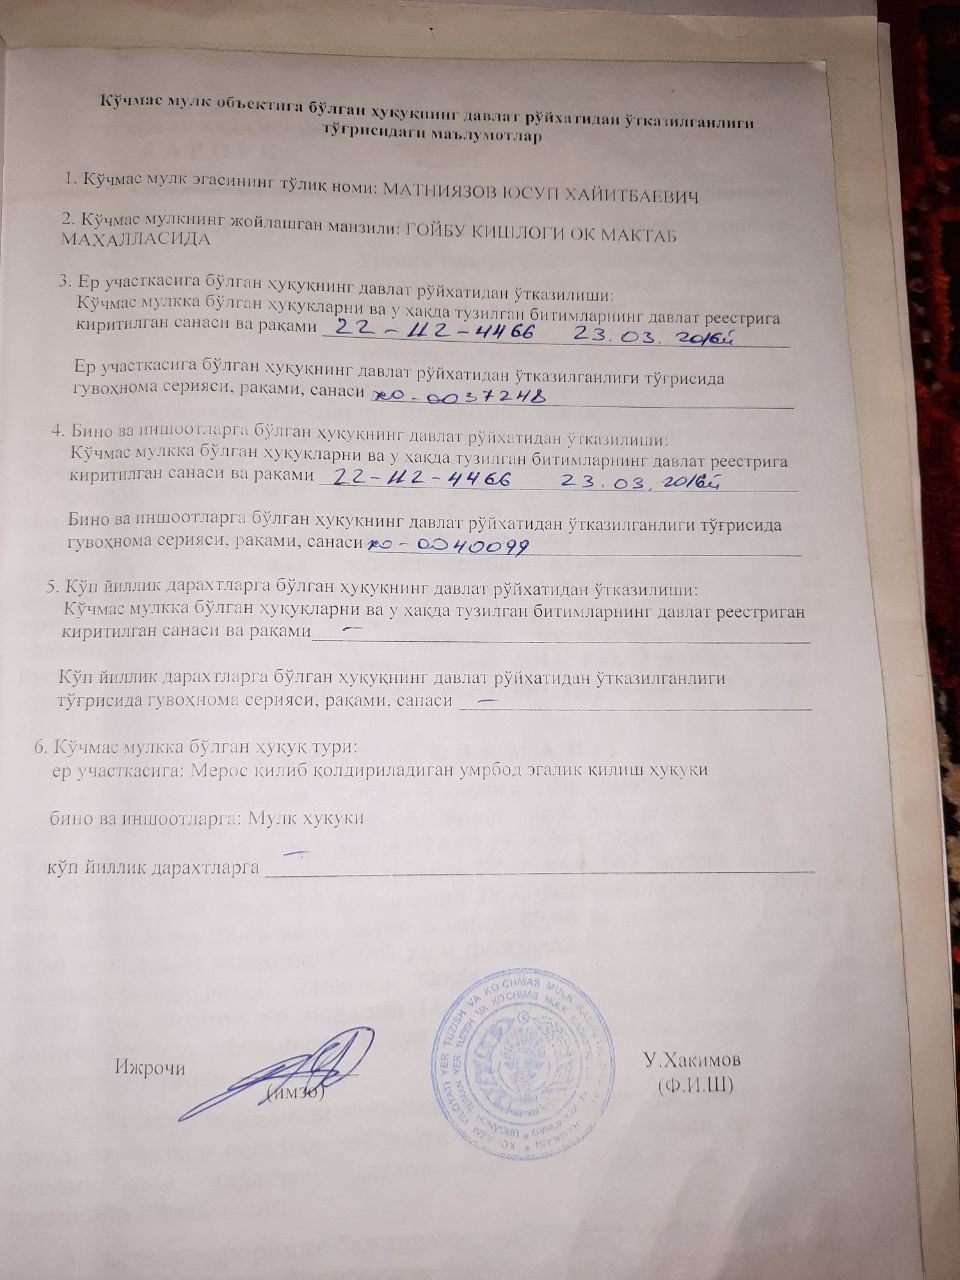 Кўчмас мулк объектига бўлган ҳуқуқнинг давлат рўйхатидан ўтказилганлиги
тўғрисидаги маълумотлар
1. Кўчмас мулк эгасининг тўлиқ номи: МАТНИЯЗОВ ЮСУП ХАЙИТБАЕВИЧ
2. Кўчмас мулкнинг жойлашган манзили: ГОЙБУ КИШЛОГИ ОК МАКТАБ
МАХАЛЛАСИДА
3. Ер участкасига бўлган ҳуқуқнинг давлат рўйхатидан ўтказилиши:
Кўчмас мулкка бўлган ҳуқуқларни ва у ҳақда тузилган битимларнинг давлат реестрига
киритилган санаси ва рақами 22-112-4466 23.03.2016й
Ер участкасига бўлган ҳуқуқнинг давлат рўйхатидан ўтказилганлиги тўғрисида
гувоҳнома серияси, рақами, санаси хо-0037248
4. Бино ва иншоотларга бўлган ҳуқуқнинг давлат рўйхатидан ўтказилиши:
Кўчмас мулкка бўлган ҳуқуқларни ва у ҳақда тузилган битимларнинг давлат реестрига
киритилган санаси ва рақами 22-112-4466 23.03.2016й
Бино ва иншоотларга бўлган ҳуқуқнинг давлат рўйхатидан ўтказилганлиги тўғрисида
гувоҳнома серияси, рақами, санаси хо-0040099
5. Кўп йиллик дарахтларга бўлган ҳуқуқнинг давлат рўйхатидан ўтказилиши:
Кўчмас мулкка бўлган ҳуқуқларни ва у ҳақда тузилган битимларнинг давлат реестриган
киритилган санаси ва рақами —
Кўп йиллик дарахтларга бўлган ҳуқуқнинг давлат рўйхатидан ўтказилганлиги
тўғрисида гувоҳнома серияси, рақами, санаси —
6. Кўчмас мулкка бўлган ҳуқуқ тури:
ер участкасига: Мерос қилиб қолдириладиган умрбод эгалик қилиш ҳуқуқи
бино ва иншоотларга: Мулк хукуки
кўп йиллик дарахтларга —
Ижрочи
(имзо)
У.Хакимов
(Ф.И.Ш)
YER TUZISH VA KO'CHMAS MULK